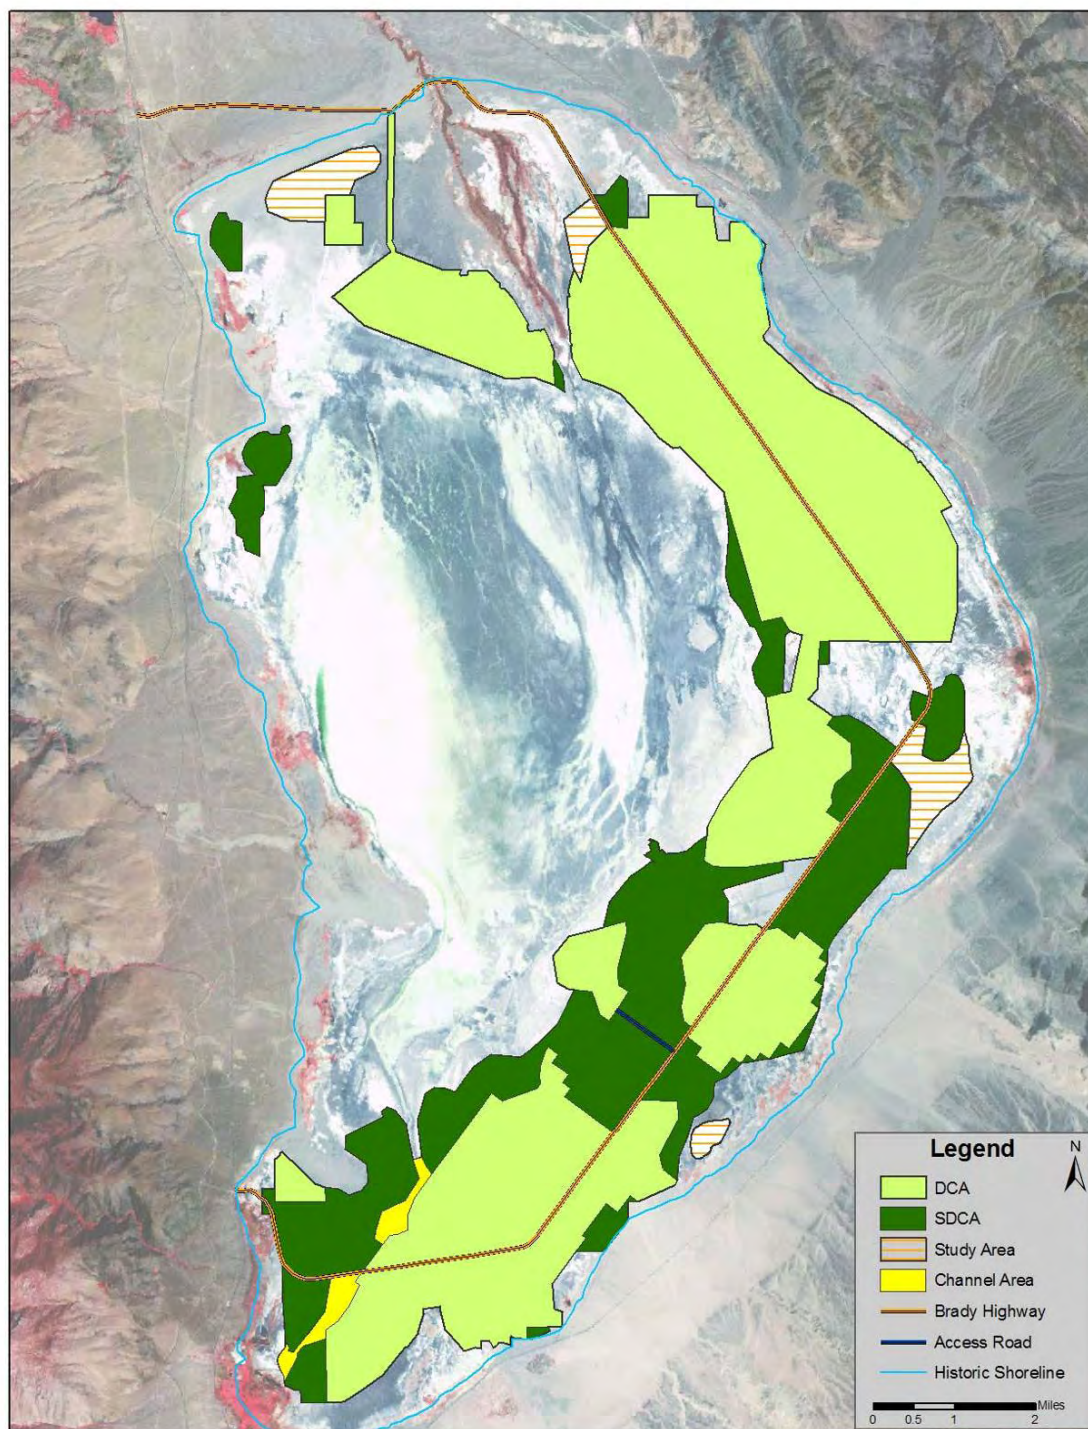 Legend
N
DCA
SDCA
Study Area
Channel Area
Brady Highway
Access Road
Historic Shoreline
Miles
0 0.5 1 2